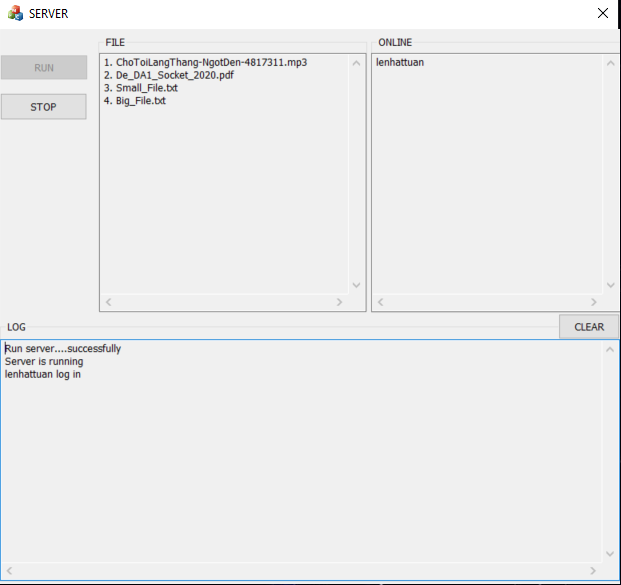 SERVER
RUN
STOP
FILE
1. ChoToiLangThang-NgotDen-4817311.mp3
2. De_DA1_Socket_2020.pdf
3. Small_File.txt
4. Big_File.txt
ONLINE
lenhattuan
LOG
CLEAR
Run server....successfully
Server is running
lenhattuan log in